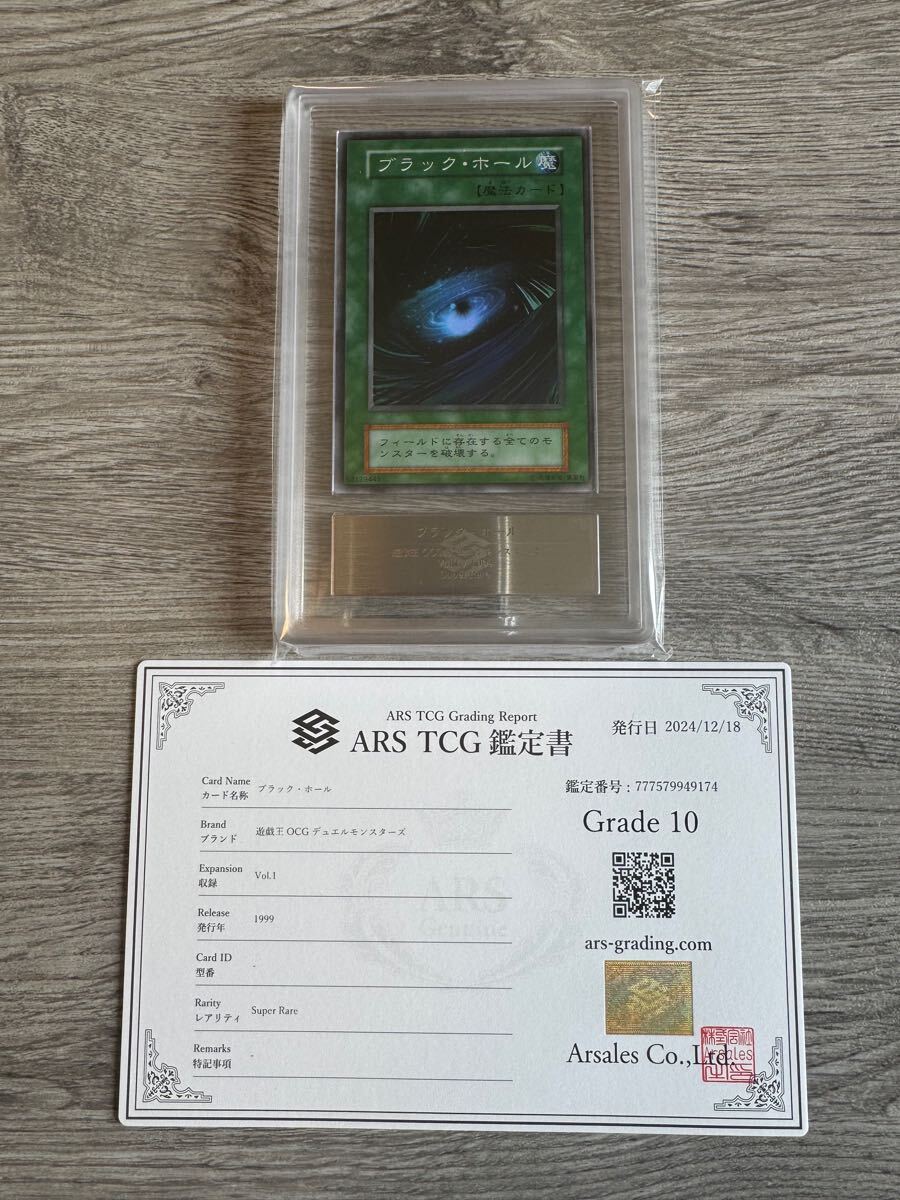 ブラック・ホール 魔
【魔法カード】
フィールドに存在する全てのモ
ンスターを破壊する。
ARS TCG Grading Report
ARS TCG 鑑定書
発行日 2024/12/18
Card Name
カード名称 ブラック・ホール
鑑定番号 : 777579949174
Brand
ブランド 遊戯王 OCG デュエルモンスターズ
Grade 10
Expansion
収録 Vol.1
Release
発行年 1999
ARS
Genuine
ars-grading.com
Card ID
型番 -
Rarity
レアリティ Super Rare
Remarks
特記事項 -
Arsales Co.,Ltd.
Arsales